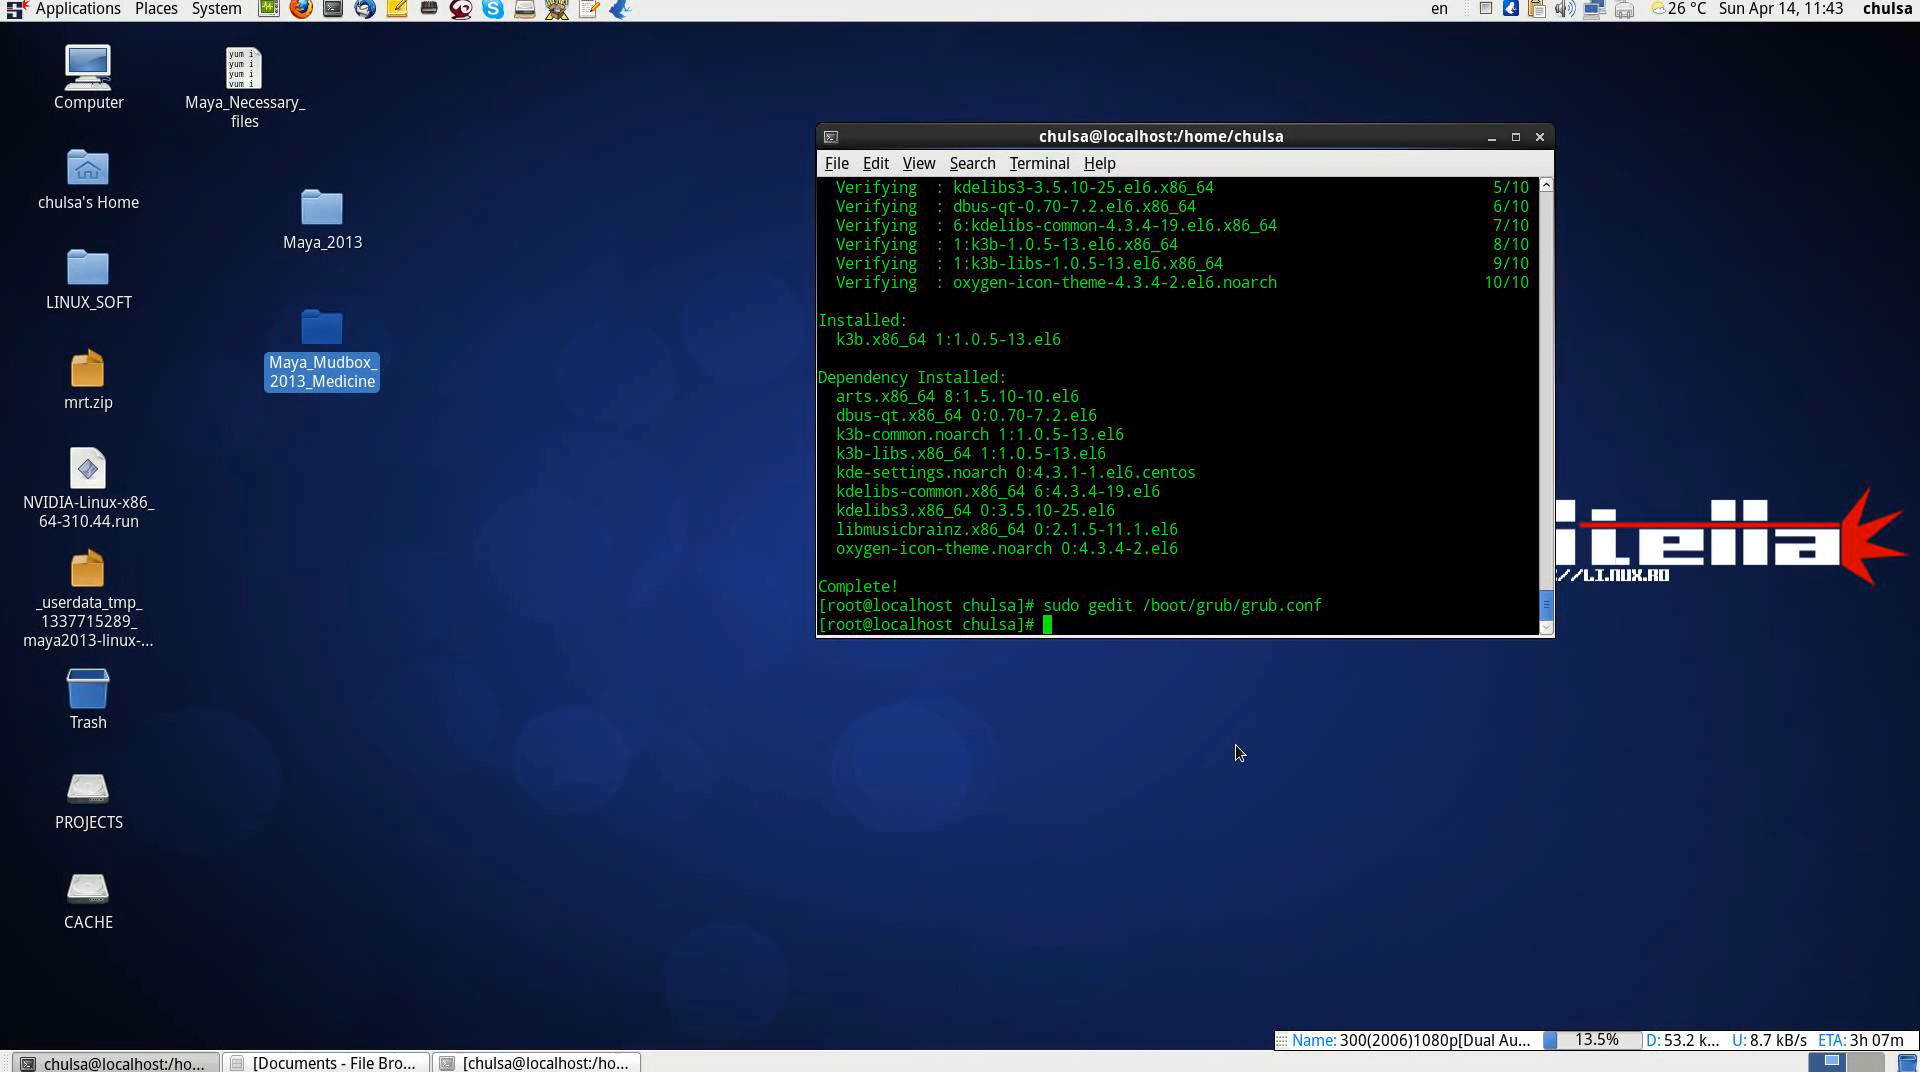 Applications Places System
en 26 °C Sun Apr 14, 11:43 chulsa
yum i
yum i
yum i
yum i
Computer
Maya_Necessary_
files
chulsa's Home
Maya_2013
LINUX_SOFT
Maya_Mudbox_
2013_Medicine
mrt.zip
NVIDIA-Linux-x86_
64-310.44.run
_userdata_tmp_
1337715289_
maya2013-linux-...
Trash
PROJECTS
CACHE
chulsa@localhost:/home/chulsa
File Edit View Search Terminal Help
Verifying : kdelibs3-3.5.10-25.el6.x86_64 5/10
Verifying : dbus-qt-0.70-7.2.el6.x86_64 6/10
Verifying : 6:kdelibs-common-4.3.4-19.el6.x86_64 7/10
Verifying : 1:k3b-1.0.5-13.el6.x86_64 8/10
Verifying : 1:k3b-libs-1.0.5-13.el6.x86_64 9/10
Verifying : oxygen-icon-theme-4.3.4-2.el6.noarch 10/10
Installed:
k3b.x86_64 1:1.0.5-13.el6
Dependency Installed:
arts.x86_64 8:1.5.10-10.el6
dbus-qt.x86_64 0:0.70-7.2.el6
k3b-common.noarch 1:1.0.5-13.el6
k3b-libs.x86_64 1:1.0.5-13.el6
kde-settings.noarch 0:4.3.1-1.el6.centos
kdelibs-common.x86_64 6:4.3.4-19.el6
kdelibs3.x86_64 0:3.5.10-25.el6
libmusicbrainz.x86_64 0:2.1.5-11.1.el6
oxygen-icon-theme.noarch 0:4.3.4-2.el6
Complete!
[root@localhost chulsa]# sudo gedit /boot/grub/grub.conf
[root@localhost chulsa]#
//LI.NUX.RO
Name: 300(2006)1080p[Dual Au... 13.5% D: 53.2 k... U: 8.7 kB/s ETA: 3h 07m
chulsa@localhost:/ho... [Documents - File Bro... [chulsa@localhost:/ho...